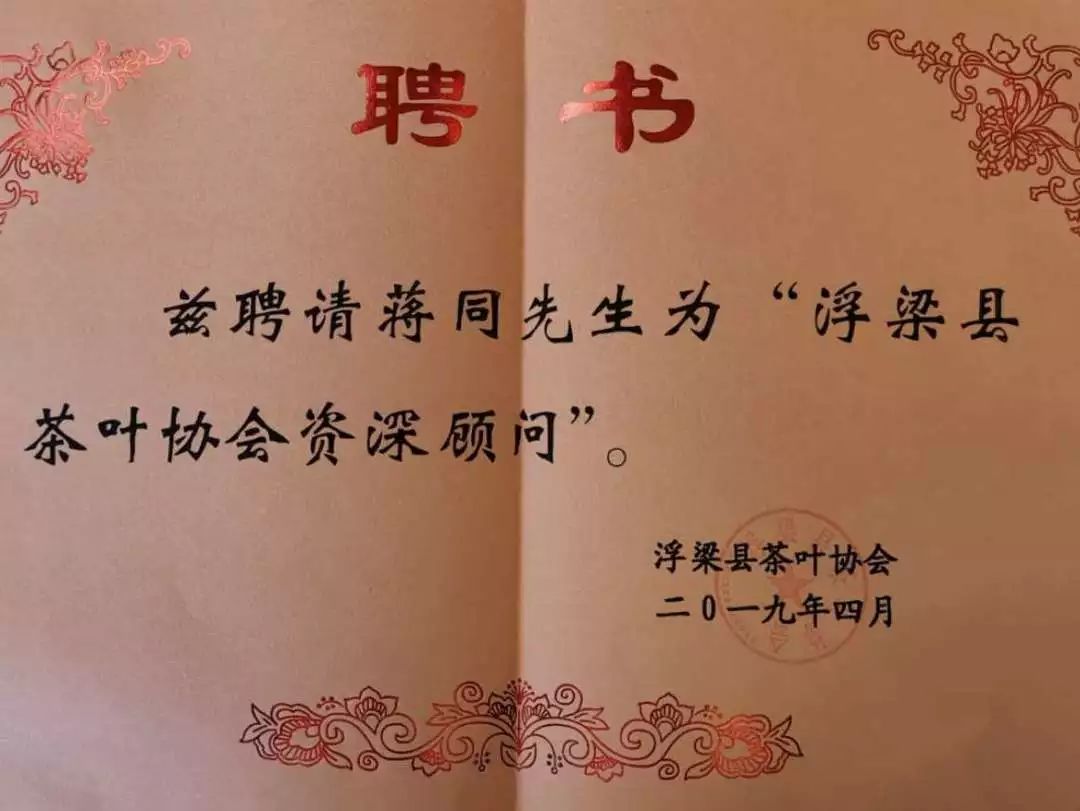 聘书
兹聘请蒋同先生为“浮梁县
茶叶协会资深顾问”。
浮梁县茶叶协会
二0一九年四月